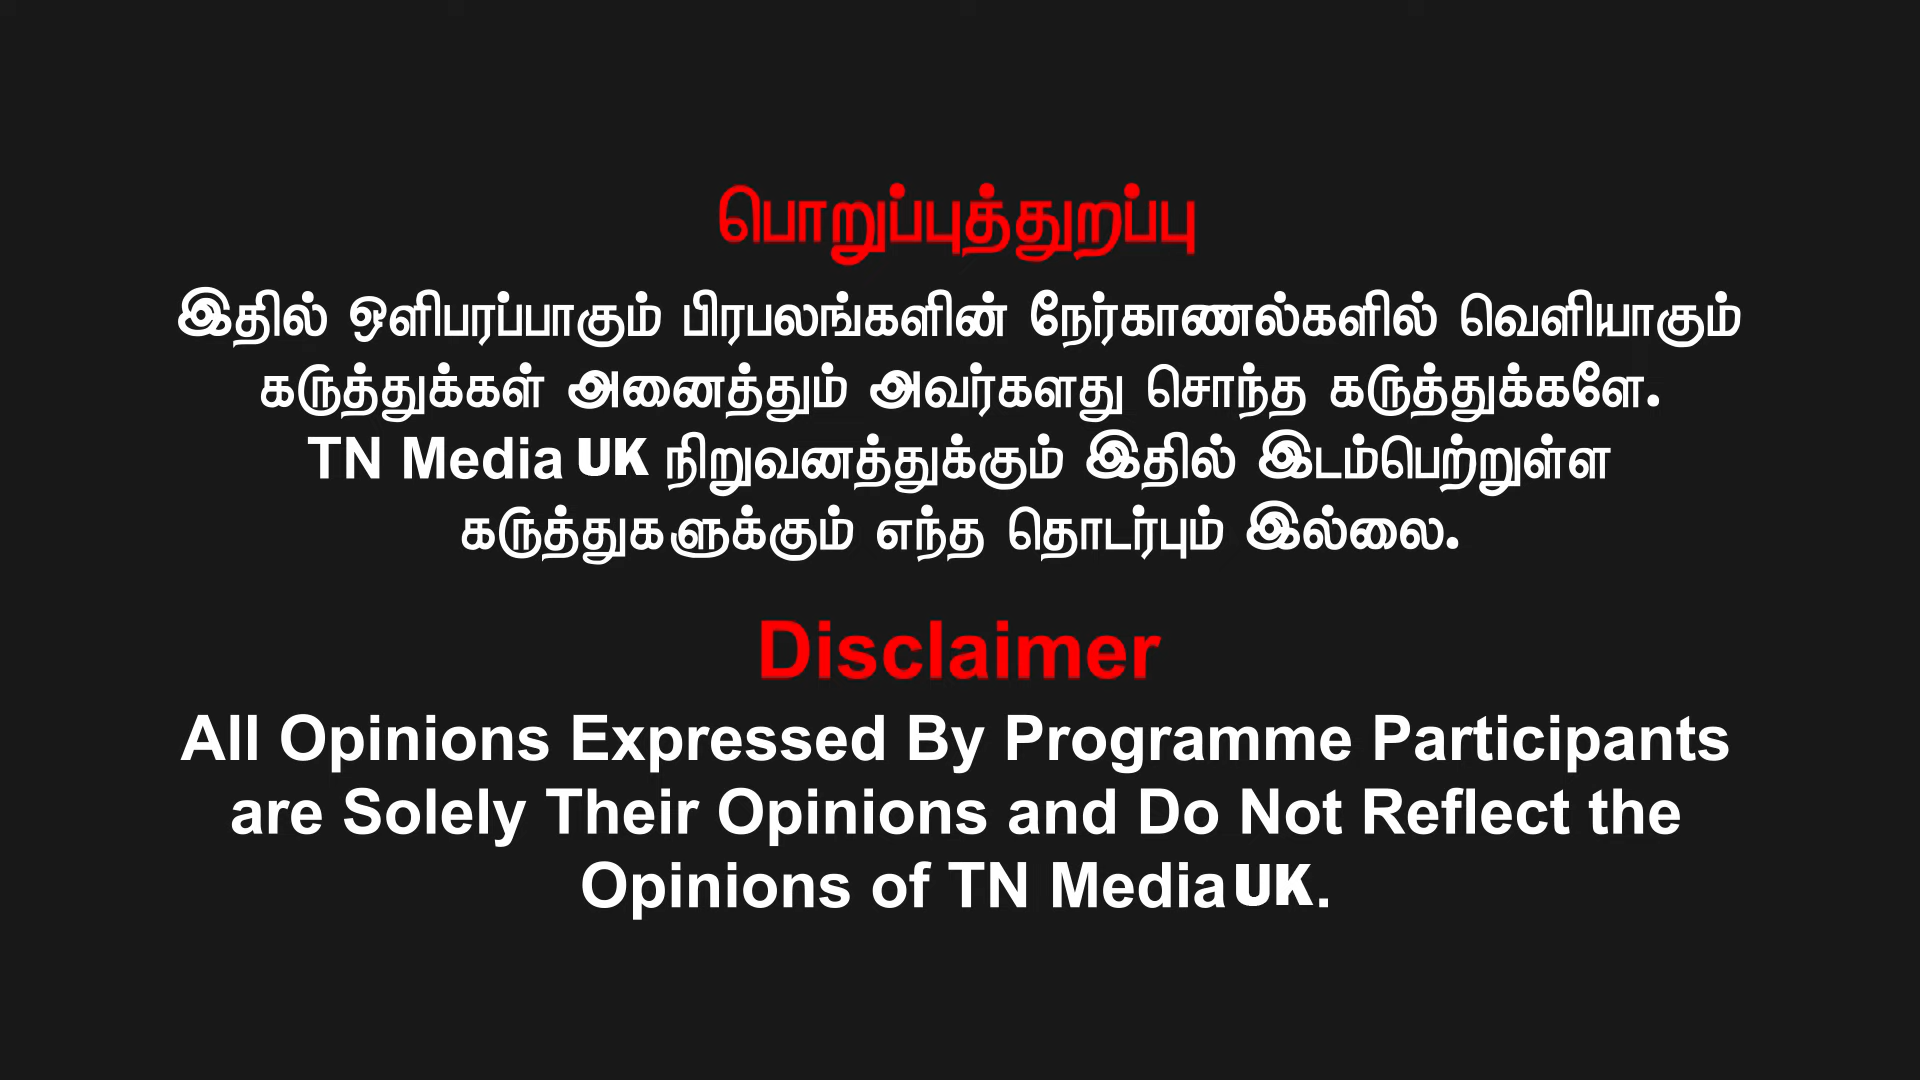 பொறுப்புத்துறப்பு
இதில் ஒளிபரப்பாகும் பிரபலங்களின் நேர்காணல்களில் வெளியாகும்
கருத்துக்கள் அனைத்தும் அவர்களது சொந்த கருத்துக்களே.
TN Media UK நிறுவனத்துக்கும் இதில் இடம்பெற்றுள்ள
கருத்துகளுக்கும் எந்த தொடர்பும் இல்லை.
Disclaimer
All Opinions Expressed By Programme Participants
are Solely Their Opinions and Do Not Reflect the
Opinions of TN Media UK.